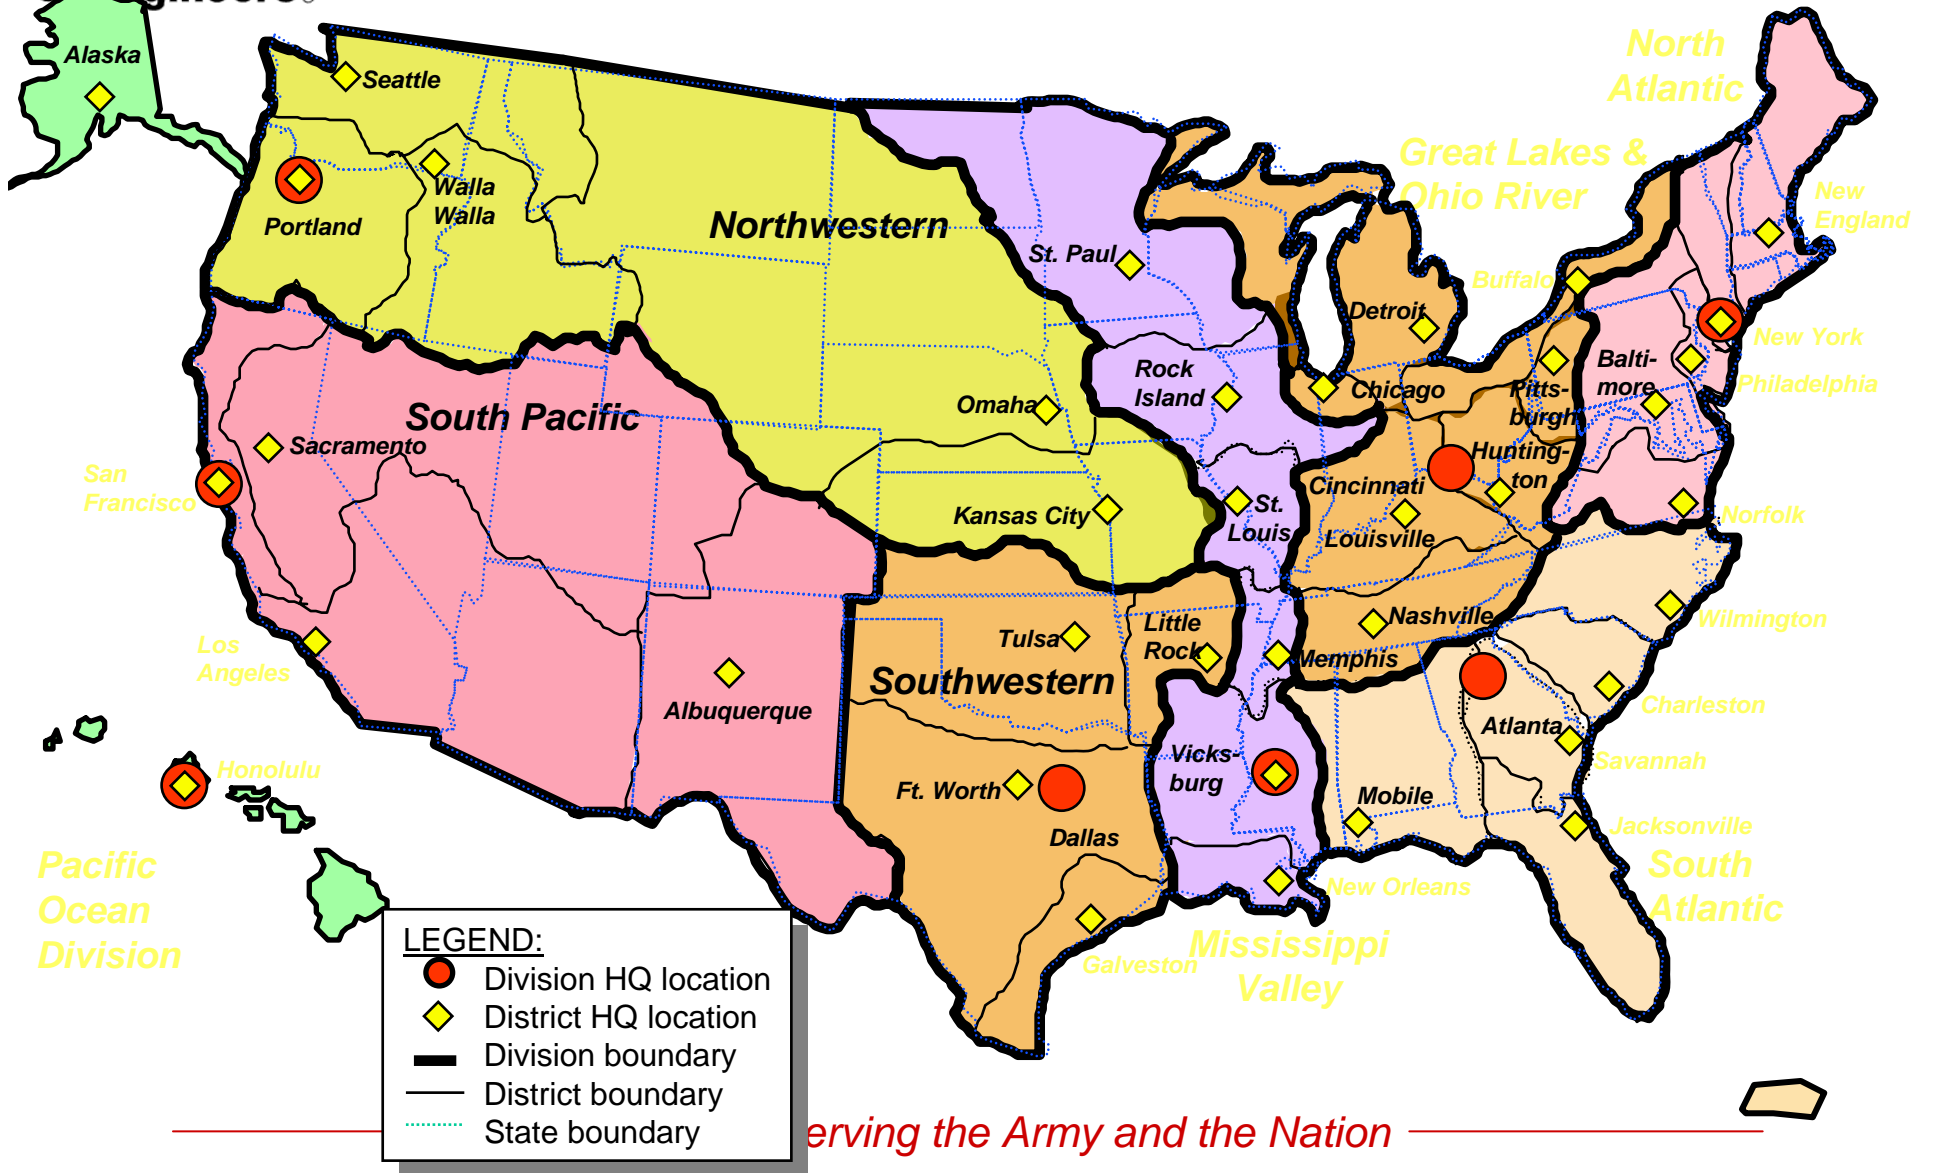 Alaska
Seattle
Portland
Walla
Walla
Northwestern
St. Paul
North
Atlantic
Great Lakes &
Ohio River
New
England
Buffalo
Detroit
New York
Philadelphia
Balti-
more
Pitts-
burgh
Chicago
Rock
Island
Omaha
South Pacific
Sacramento
San
Francisco
Hunting-
ton
Cincinnati
Louisville
St.
Louis
Kansas City
Norfolk
Wilmington
Nashville
Memphis
Little
Rock
Tulsa
Southwestern
Los
Angeles
Albuquerque
Charleston
Atlanta
Savannah
Vicks-
burg
Honolulu
Ft. Worth
Dallas
Mobile
Jacksonville
South
Atlantic
New Orleans
Mississippi
Valley
Galveston
Pacific
Ocean
Division
LEGEND:
Division HQ location
District HQ location
Division boundary
District boundary
State boundary
erving the Army and the Nation